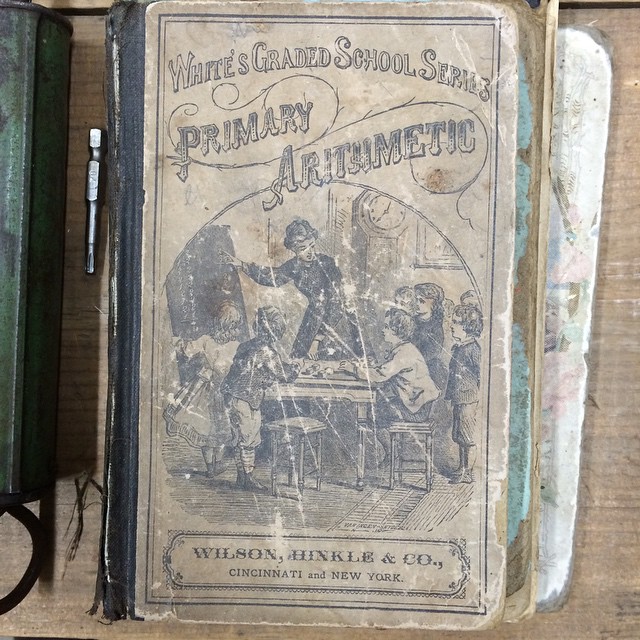 WHITE'S GRADED SCHOOL SERIES
PRIMARY
ARITHMETIC
WILSON, HINKLE & CO.,
CINCINNATI and NEW YORK.